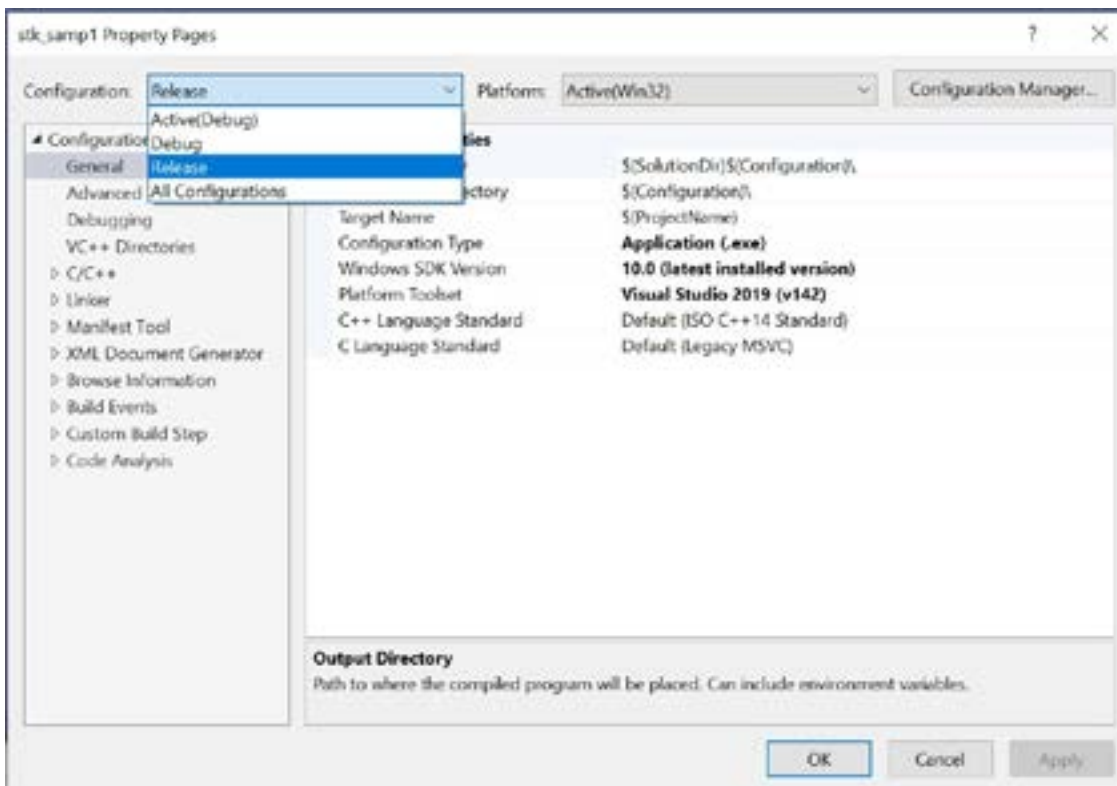 stk_samp1 Property Pages
?
Configuration: Release Platform: Active(Win32) Configuration Manager...
Active(Debug)
Debug
Release
All Configurations
Configuration
General
Advanced
Debugging
VC++ Directories
C/C++
Linker
Manifest Tool
XML Document Generator
Browse Information
Build Events
Custom Build Step
Code Analysis
ties
$(SolutionDir)$(Configuration)\
ectory $(Configuration)\
Target Name $(ProjectName)
Configuration Type Application (.exe)
Windows SDK Version 10.0 (latest installed version)
Platform Toolset Visual Studio 2019 (v142)
C++ Language Standard Default (ISO C++14 Standard)
C Language Standard Default (Legacy MSVC)
Output Directory
Path to where the compiled program will be placed. Can include environment variables.
OK Cancel Apply